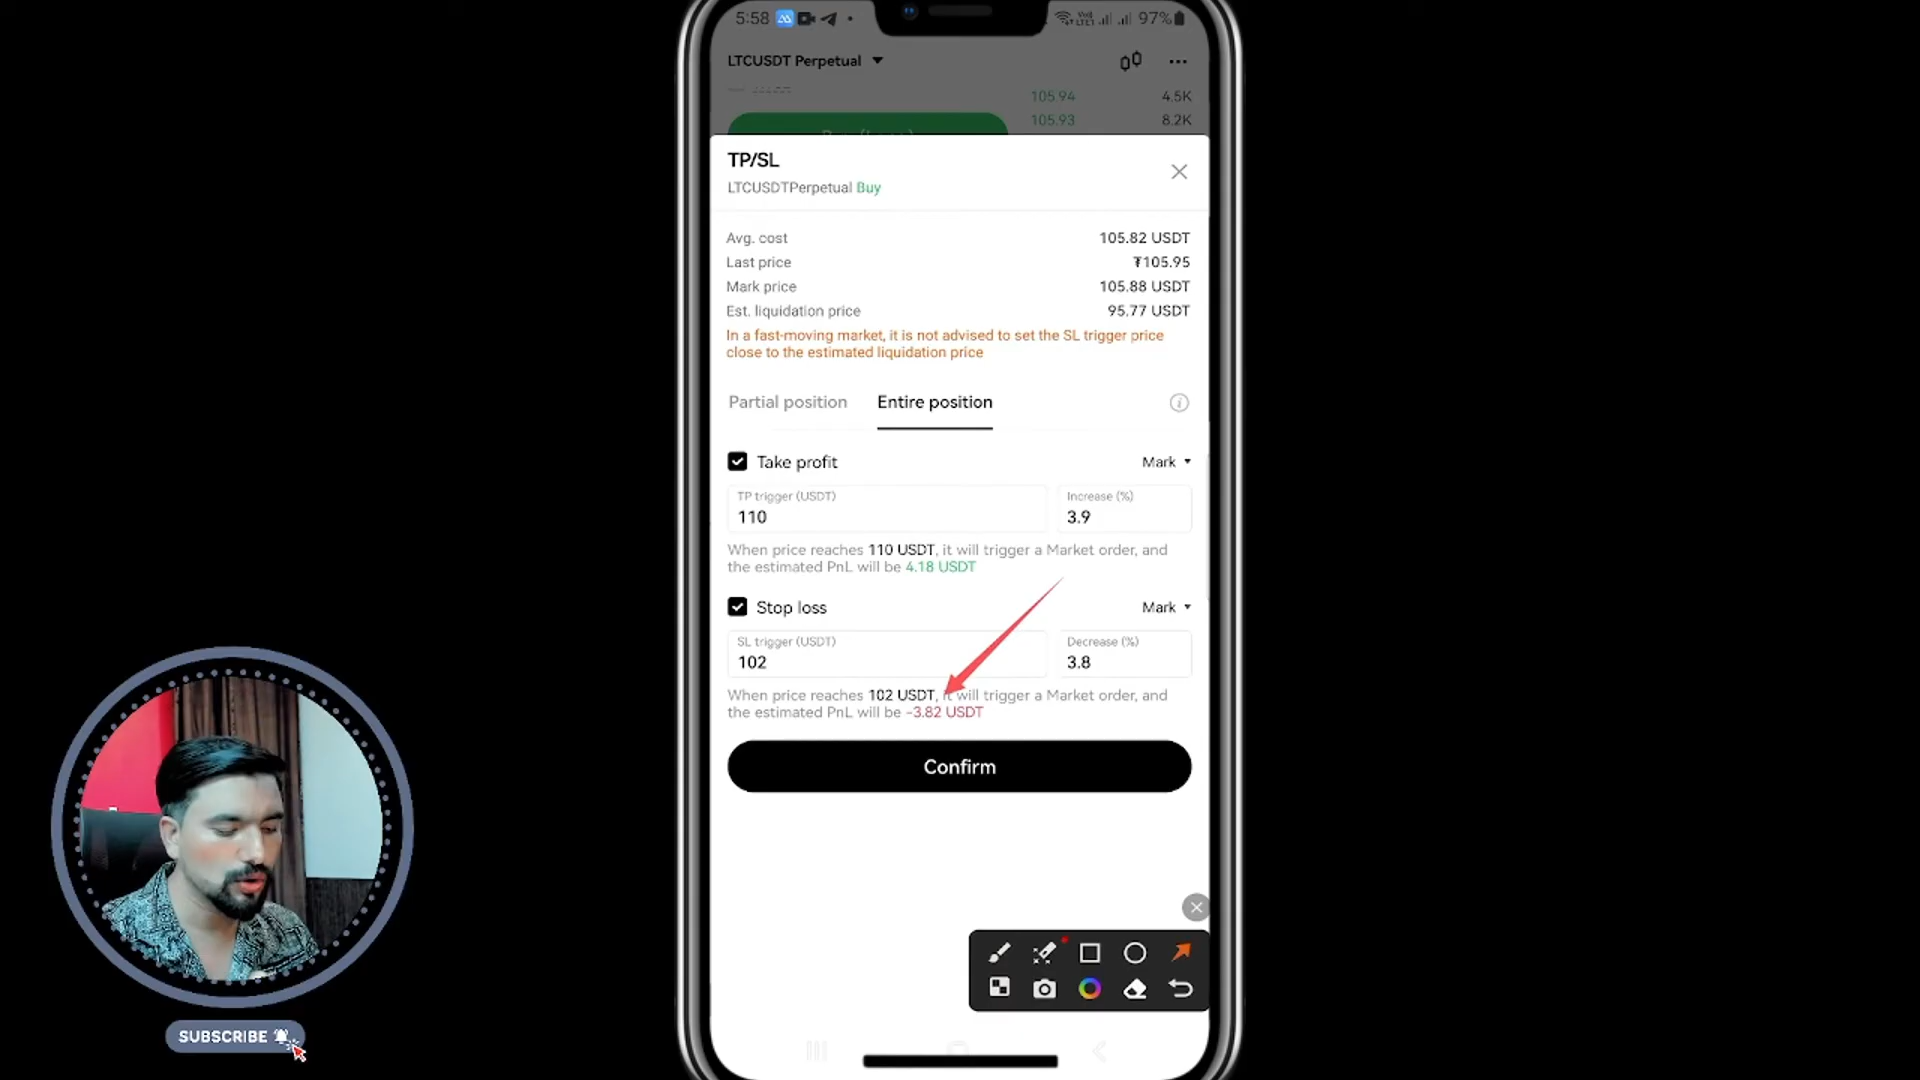 5:58
97%
LTCUSDT Perpetual
105.94 4.5K
105.93 8.2K
TP/SL
LTCUSDTPerpetual Buy
Avg. cost 105.82 USDT
Last price ₮105.95
Mark price 105.88 USDT
Est. liquidation price 95.77 USDT
In a fast-moving market, it is not advised to set the SL trigger price
close to the estimated liquidation price
Partial position Entire position
Take profit Mark
TP trigger (USDT) Increase (%)
110 3.9
When price reaches 110 USDT, it will trigger a Market order, and
the estimated PnL will be 4.18 USDT
Stop loss Mark
SL trigger (USDT) Decrease (%)
102 3.8
When price reaches 102 USDT, it will trigger a Market order, and
the estimated PnL will be -3.82 USDT
Confirm
SUBSCRIBE